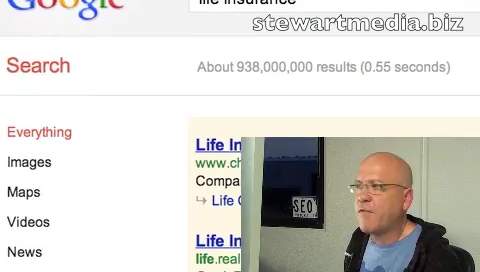 Google
life insurance
stewartmedia.biz
Search
About 938,000,000 results (0.55 seconds)
Everything
Images
Maps
Videos
News
Life In
www.ch
Compa
Life
Life In
life.real
SEO